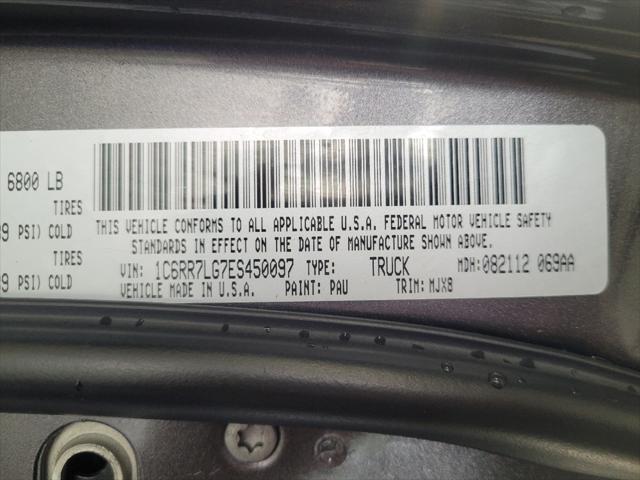 6800 LB
TIRES
39 PSI) COLD
TIRES
39 PSI) COLD
THIS VEHICLE CONFORMS TO ALL APPLICABLE U.S.A. FEDERAL MOTOR VEHICLE SAFETY
STANDARDS IN EFFECT ON THE DATE OF MANUFACTURE SHOWN ABOVE.
VIN: 1C6RR7LG7ES450097 TYPE: TRUCK MDH:082112 069AA
VEHICLE MADE IN U.S.A. PAINT: PAU TRIM: MJX8